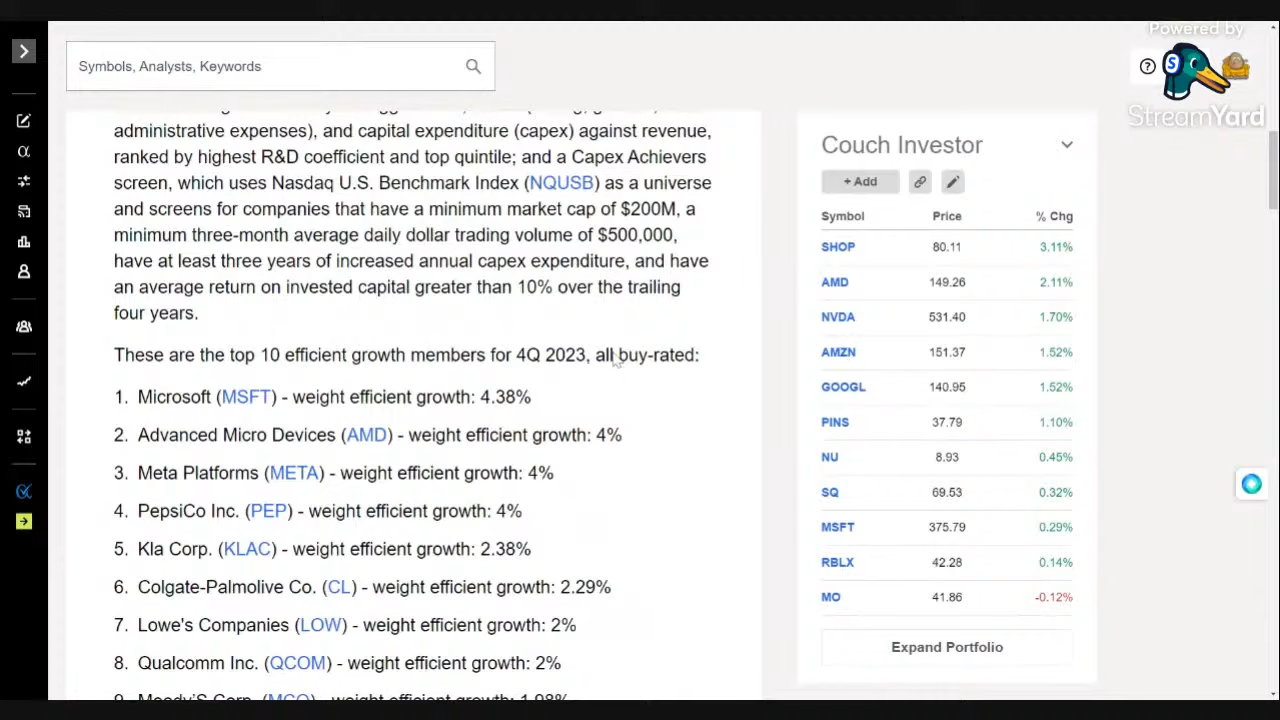 Powered by
StreamYard
Symbols, Analysts, Keywords
administrative expenses), and capital expenditure (capex) against revenue,
ranked by highest R&D coefficient and top quintile; and a Capex Achievers
screen, which uses Nasdaq U.S. Benchmark Index (NQUSB) as a universe
and screens for companies that have a minimum market cap of $200M, a
minimum three-month average daily dollar trading volume of $500,000,
have at least three years of increased annual capex expenditure, and have
an average return on invested capital greater than 10% over the trailing
four years.
These are the top 10 efficient growth members for 4Q 2023, all buy-rated:
1. Microsoft (MSFT) - weight efficient growth: 4.38%
2. Advanced Micro Devices (AMD) - weight efficient growth: 4%
3. Meta Platforms (META) - weight efficient growth: 4%
4. PepsiCo Inc. (PEP) - weight efficient growth: 4%
5. Kla Corp. (KLAC) - weight efficient growth: 2.38%
6. Colgate-Palmolive Co. (CL) - weight efficient growth: 2.29%
7. Lowe's Companies (LOW) - weight efficient growth: 2%
8. Qualcomm Inc. (QCOM) - weight efficient growth: 2%
9. Moody'S Corp. (MCO) - weight efficient growth: 1.98%
Couch Investor
+ Add
Symbol Price % Chg
SHOP 80.11 3.11%
AMD 149.26 2.11%
NVDA 531.40 1.70%
AMZN 151.37 1.52%
GOOGL 140.95 1.52%
PINS 37.79 1.10%
NU 8.93 0.45%
SQ 69.53 0.32%
MSFT 375.79 0.29%
RBLX 42.28 0.14%
MO 41.86 -0.12%
Expand Portfolio